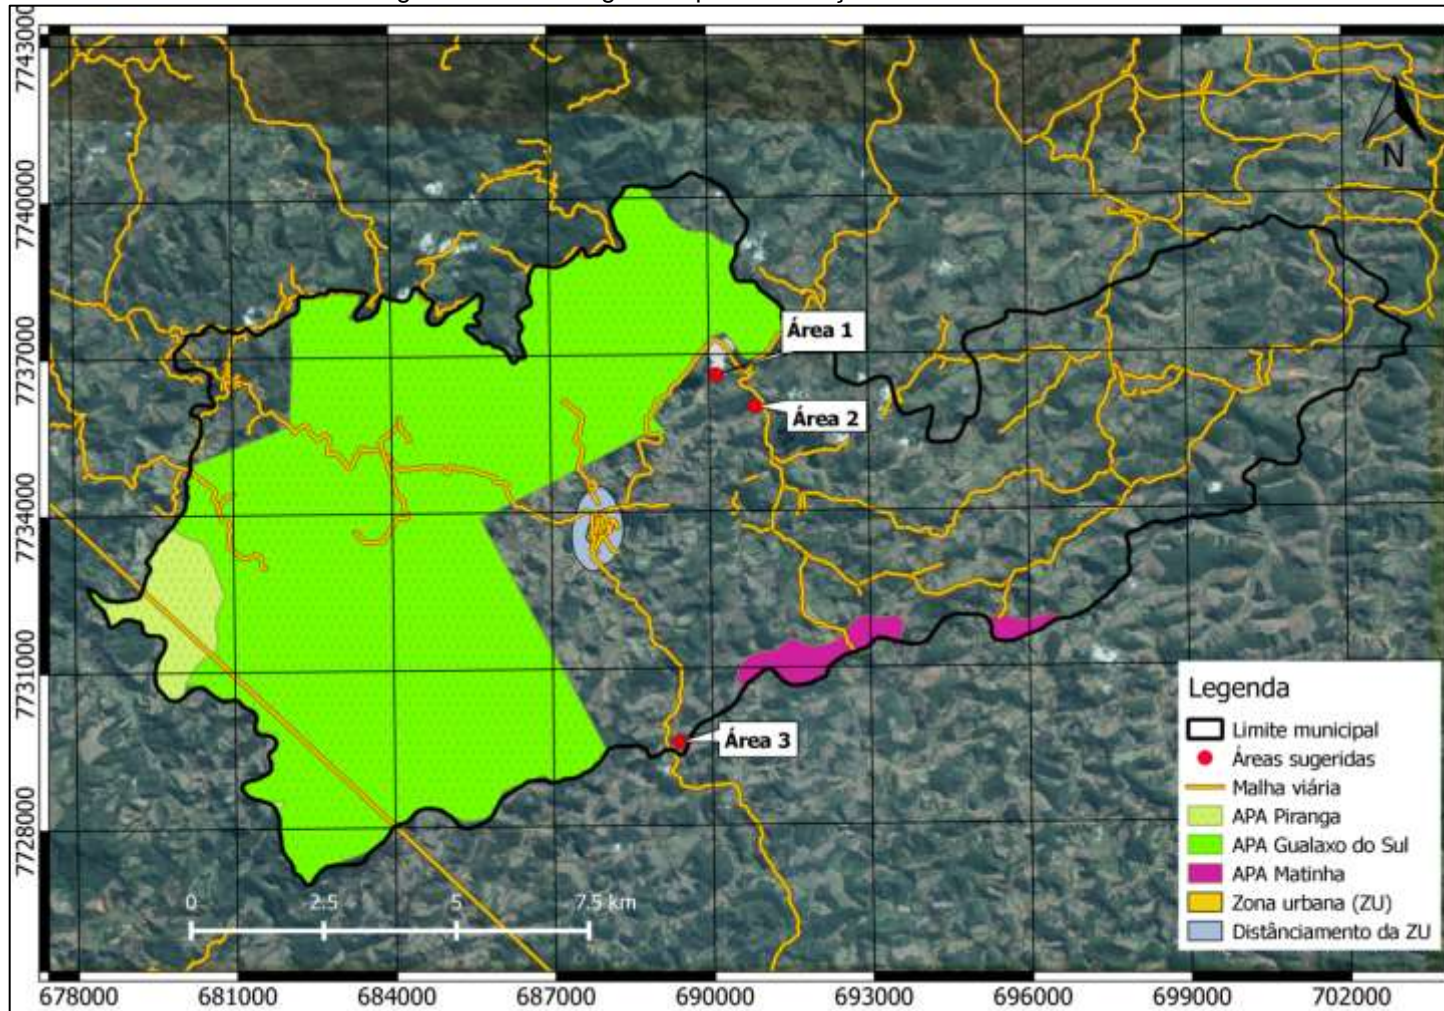 7743000
7740000
7737000
7734000
7731000
7728000
N
Área 1
Área 2
Área 3
Legenda
Limite municipal
Áreas sugeridas
Malha viária
APA Piranga
APA Gualaxo do Sul
APA Matinha
Zona urbana (ZU)
Distânciamento da ZU
0 2.5 5 7.5 km
678000 681000 684000 687000 690000 693000 696000 699000 702000